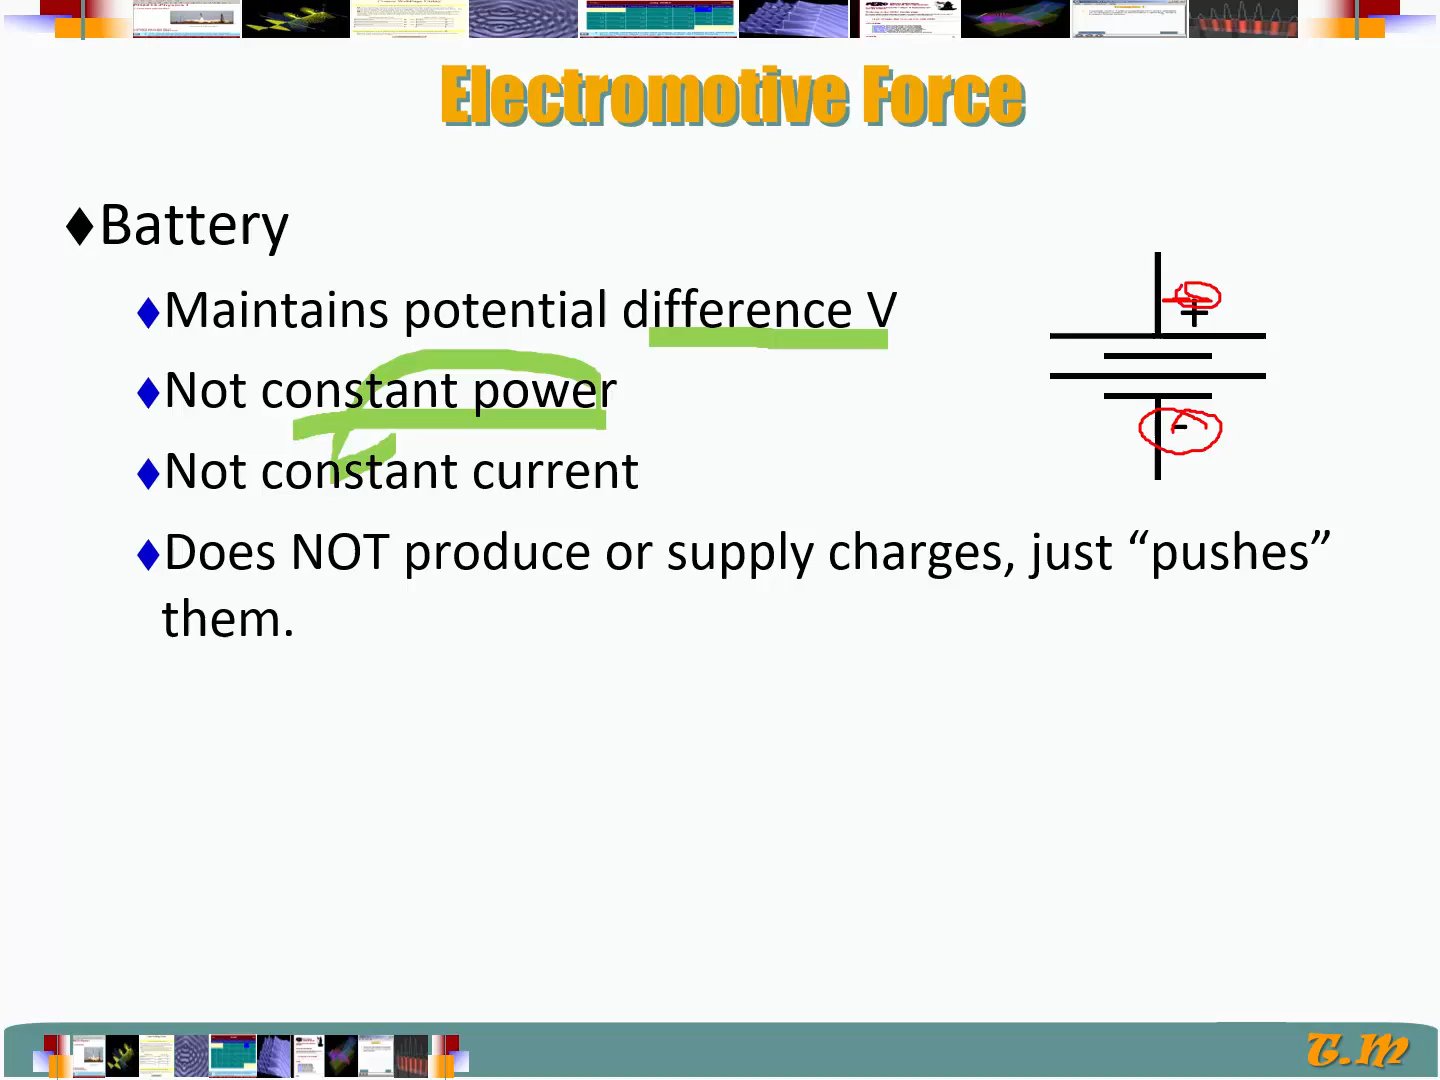 Electromotive Force
Battery
Maintains potential difference V
Not constant power
Not constant current
Does NOT produce or supply charges, just “pushes”
them.
+
-
T.M